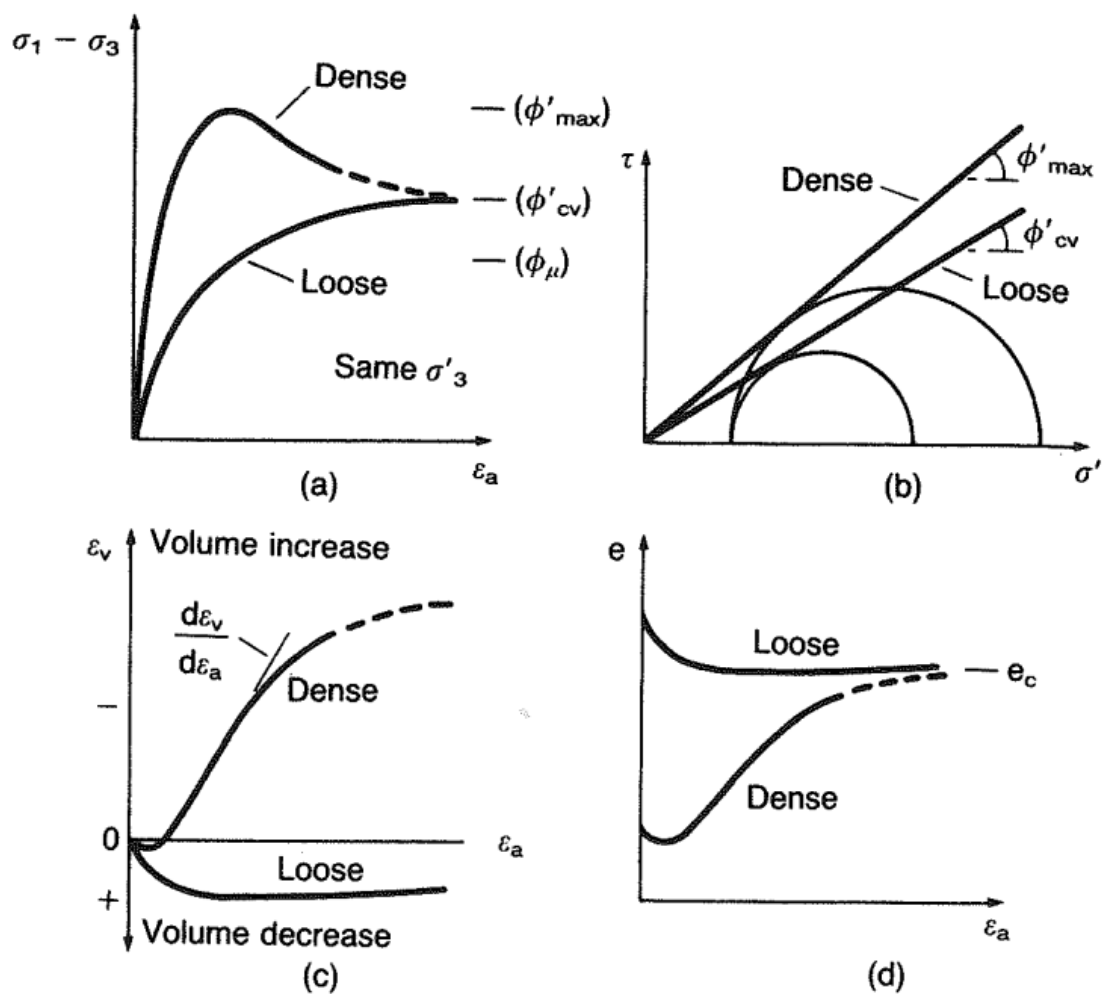 σ₁ − σ₃
Dense
(ϕ'max)
(ϕ'cv)
(ϕμ)
Loose
Same σ'₃
εa
(a)
τ
Dense
ϕ'max
ϕ'cv
Loose
σ'
(b)
εv
Volume increase
dεv
dεa
Dense
−
0
εa
Loose
+
Volume decrease
(c)
e
Loose
ec
Dense
εa
(d)